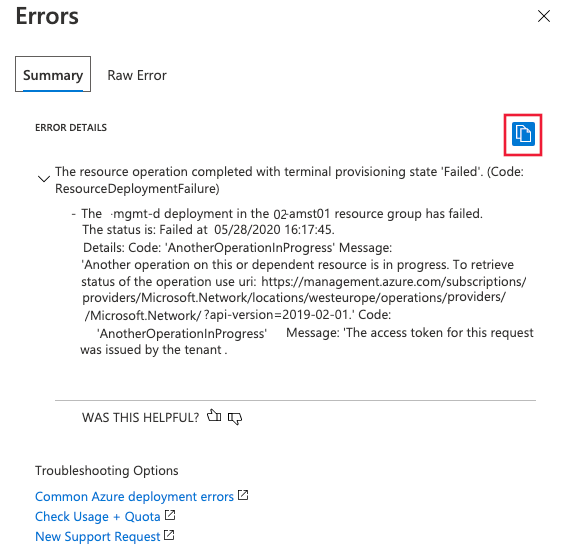 Errors
Summary
Raw Error
ERROR DETAILS
The resource operation completed with terminal provisioning state 'Failed'. (Code:
ResourceDeploymentFailure)
- The -mgmt-d deployment in the 02-amst01 resource group has failed.
The status is: Failed at 05/28/2020 16:17:45.
Details: Code: 'AnotherOperationInProgress' Message:
'Another operation on this or dependent resource is in progress. To retrieve
status of the operation use uri: https://management.azure.com/subscriptions/
providers/Microsoft.Network/locations/westeurope/operations/providers/
/Microsoft.Network/ ?api-version=2019-02-01.' Code:
'AnotherOperationInProgress' Message: 'The access token for this request
was issued by the tenant .
WAS THIS HELPFUL?
Troubleshooting Options
Common Azure deployment errors
Check Usage + Quota
New Support Request